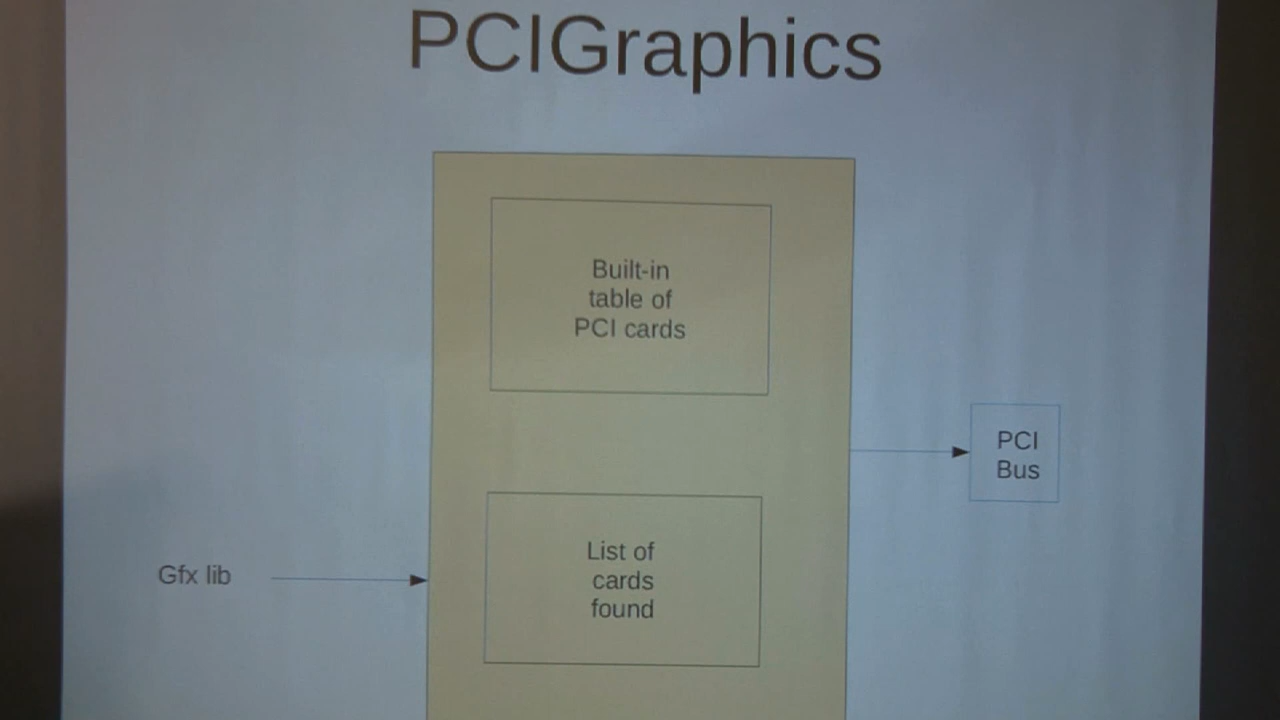 PCIGraphics
Built-in
table of
PCI cards
PCI
Bus
List of
cards
found
Gfx lib